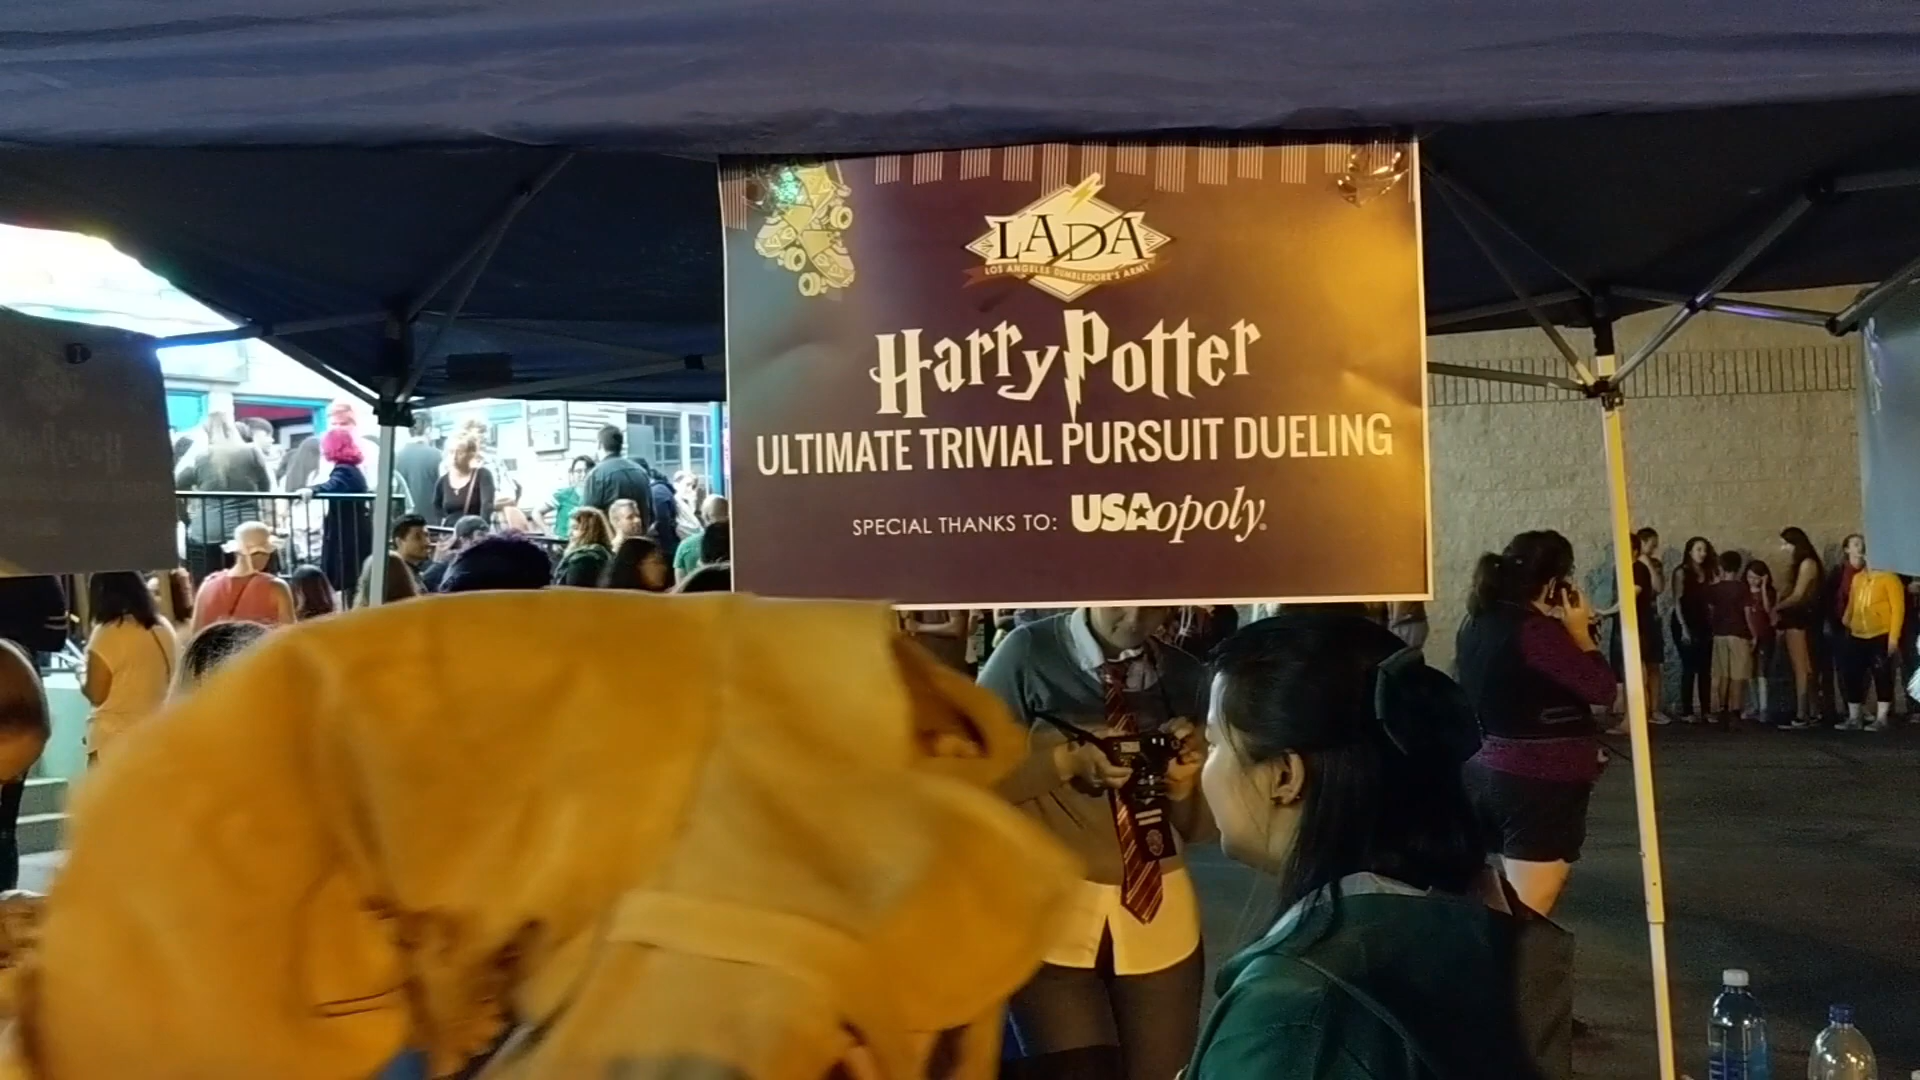 LADA
LOS ANGELES DUMBLEDORE'S ARMY
Harry Potter
ULTIMATE TRIVIAL PURSUIT DUELING
SPECIAL THANKS TO: USAopoly®